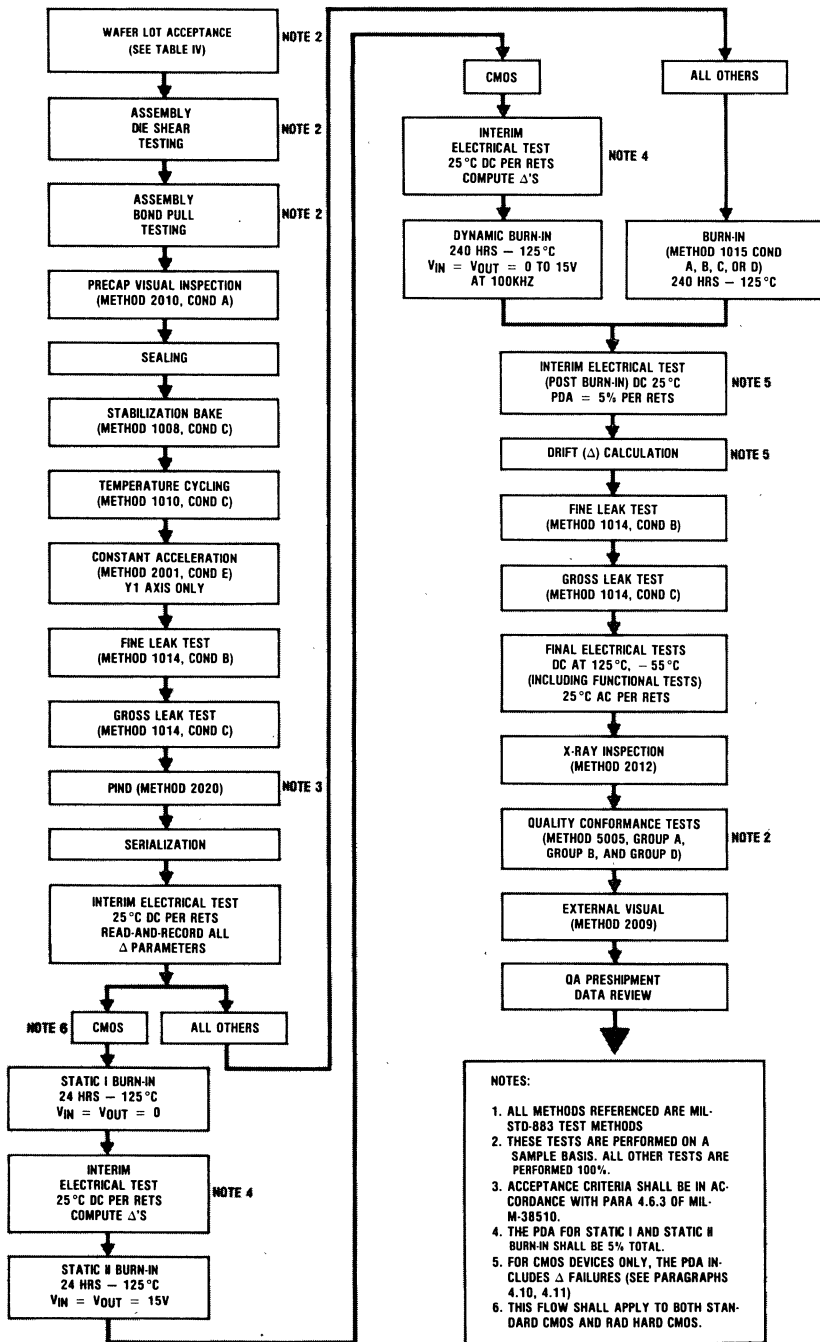 WAFER LOT ACCEPTANCE
(SEE TABLE IV)
NOTE 2
ASSEMBLY
DIE SHEAR
TESTING
NOTE 2
ASSEMBLY
BOND PULL
TESTING
NOTE 2
PRECAP VISUAL INSPECTION
(METHOD 2010, COND A)
SEALING
STABILIZATION BAKE
(METHOD 1008, COND C)
TEMPERATURE CYCLING
(METHOD 1010, COND C)
CONSTANT ACCELERATION
(METHOD 2001, COND E)
Y1 AXIS ONLY
FINE LEAK TEST
(METHOD 1014, COND B)
GROSS LEAK TEST
(METHOD 1014, COND C)
PIND (METHOD 2020)
NOTE 3
SERIALIZATION
INTERIM ELECTRICAL TEST
25°C DC PER RETS
READ-AND-RECORD ALL
Δ PARAMETERS
NOTE 6
CMOS
ALL OTHERS
STATIC I BURN-IN
24 HRS – 125°C
VIN = VOUT = 0
INTERIM
ELECTRICAL TEST
25°C DC PER RETS
COMPUTE Δ'S
NOTE 4
STATIC II BURN-IN
24 HRS – 125°C
VIN = VOUT = 15V
CMOS
ALL OTHERS
INTERIM
ELECTRICAL TEST
25°C DC PER RETS
COMPUTE Δ'S
NOTE 4
DYNAMIC BURN-IN
240 HRS – 125°C
VIN = VOUT = 0 TO 15V
AT 100KHZ
BURN-IN
(METHOD 1015 COND
A, B, C, OR D)
240 HRS – 125°C
INTERIM ELECTRICAL TEST
(POST BURN-IN) DC 25°C
PDA = 5% PER RETS
NOTE 5
DRIFT (Δ) CALCULATION
NOTE 5
FINE LEAK TEST
(METHOD 1014, COND B)
GROSS LEAK TEST
(METHOD 1014, COND C)
FINAL ELECTRICAL TESTS
DC AT 125°C, – 55°C
(INCLUDING FUNCTIONAL TESTS)
25°C AC PER RETS
X-RAY INSPECTION
(METHOD 2012)
QUALITY CONFORMANCE TESTS
(METHOD 5005, GROUP A,
GROUP B, AND GROUP D)
NOTE 2
EXTERNAL VISUAL
(METHOD 2009)
QA PRESHIPMENT
DATA REVIEW
NOTES:
1. ALL METHODS REFERENCED ARE MIL-
STD-883 TEST METHODS
2. THESE TESTS ARE PERFORMED ON A
SAMPLE BASIS. ALL OTHER TESTS ARE
PERFORMED 100%.
3. ACCEPTANCE CRITERIA SHALL BE IN AC-
CORDANCE WITH PARA 4.6.3 OF MIL-
M-38510.
4. THE PDA FOR STATIC I AND STATIC II
BURN-IN SHALL BE 5% TOTAL.
5. FOR CMOS DEVICES ONLY, THE PDA IN-
CLUDES Δ FAILURES (SEE PARAGRAPHS
4.10, 4.11)
6. THIS FLOW SHALL APPLY TO BOTH STAN-
DARD CMOS AND RAD HARD CMOS.